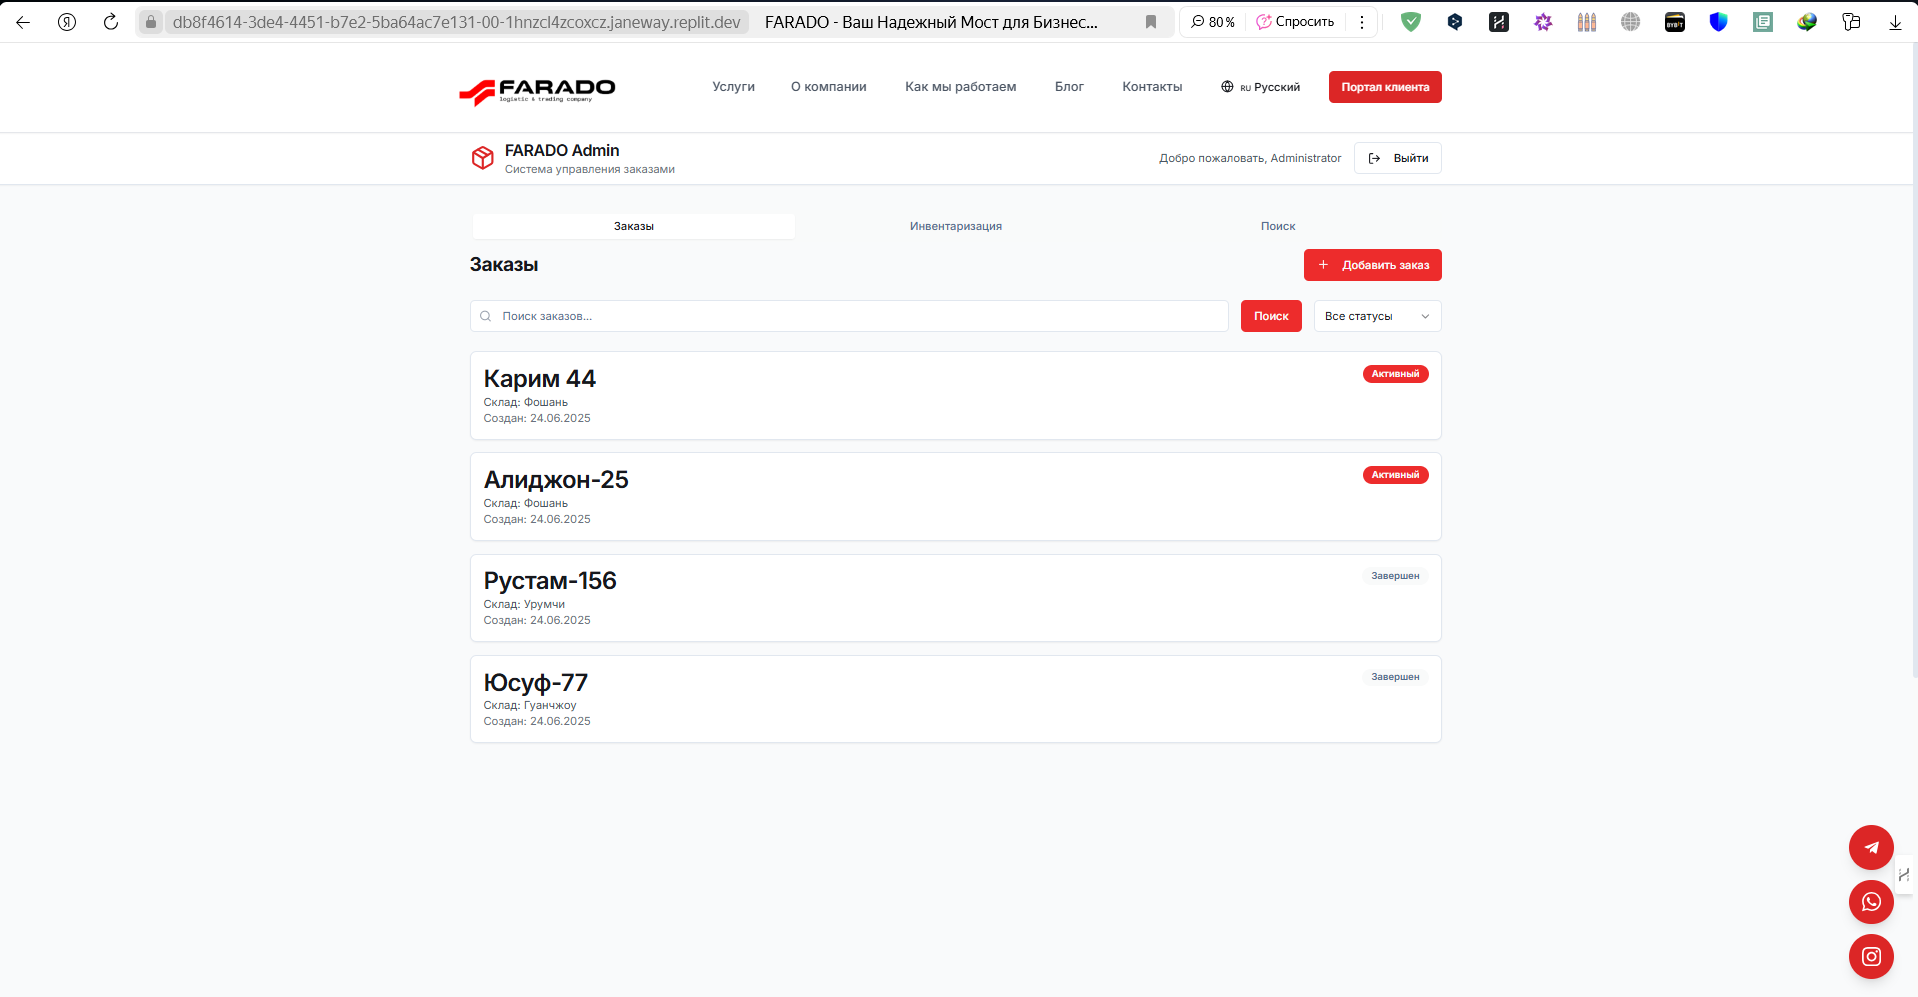 db8f4614-3de4-4451-b7e2-5ba64ac7e131-00-1hnzcl4zcoxcz.janeway.replit.dev FARADO - Ваш Надежный Мост для Бизнес... 80 % Спросить
FARADO
logistic & trading company
Услуги О компании Как мы работаем Блог Контакты RU Русский Портал клиента
FARADO Admin
Система управления заказами
Добро пожаловать, Administrator Выйти
Заказы Инвентаризация Поиск
Заказы
+ Добавить заказ
Поиск заказов... Поиск Все статусы
Карим 44
Активный
Склад: Фошань
Создан: 24.06.2025
Алиджон-25
Активный
Склад: Фошань
Создан: 24.06.2025
Рустам-156
Завершен
Склад: Урумчи
Создан: 24.06.2025
Юсуф-77
Завершен
Склад: Гуанчжоу
Создан: 24.06.2025